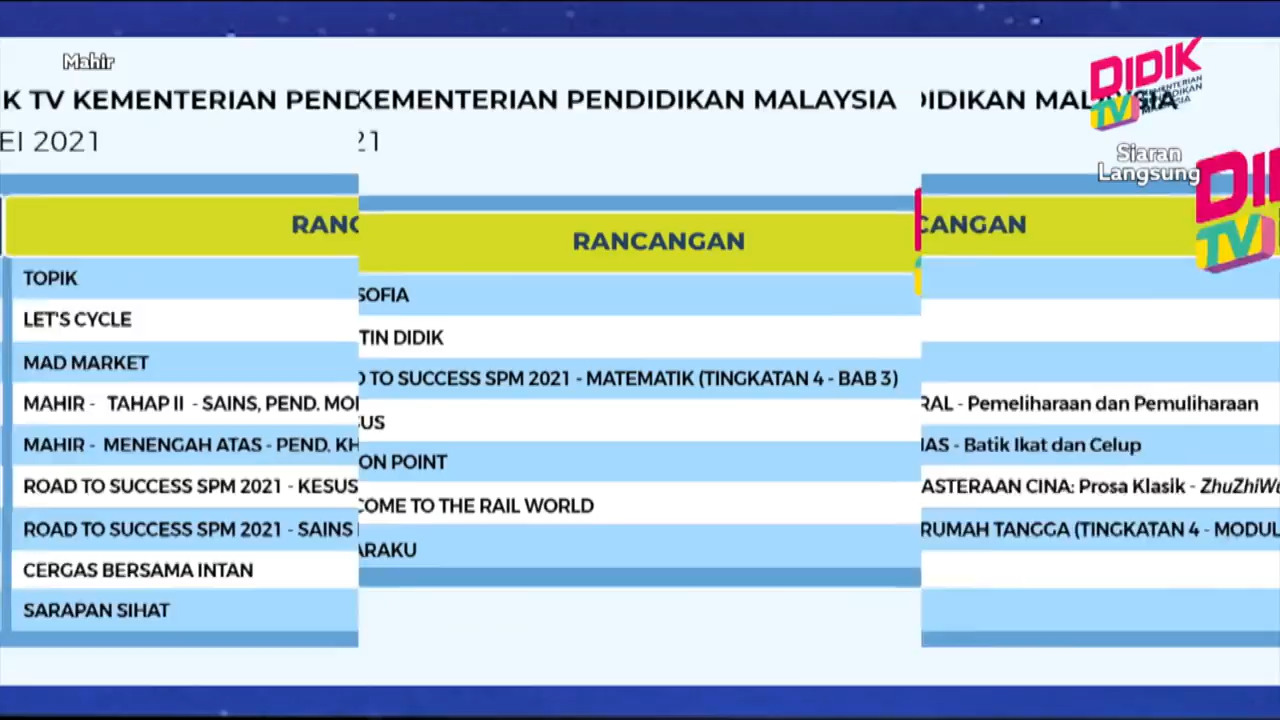 Mahir
K TV KEMENTERIAN PEND
EI 2021
RANC
TOPIK
LET'S CYCLE
MAD MARKET
MAHIR - TAHAP II - SAINS, PEND. MO
MAHIR - MENENGAH ATAS - PEND. KH
ROAD TO SUCCESS SPM 2021 - KESUS
ROAD TO SUCCESS SPM 2021 - SAINS
CERGAS BERSAMA INTAN
SARAPAN SIHAT
KEMENTERIAN PENDIDIKAN MALAYSIA
21
RANCANGAN
SOFIA
TIN DIDIK
D TO SUCCESS SPM 2021 - MATEMATIK (TINGKATAN 4 - BAB 3)
US
ON POINT
COME TO THE RAIL WORLD
ARAKU
DIDIK
TV
KEMENTERIAN
PENDIDIKAN
MALAYSIA
IDIKAN MALAYSIA
Siaran
Langsung
DIDIK
TV
CANGAN
RAL - Pemeliharaan dan Pemuliharaan
AS - Batik Ikat dan Celup
ASTERAAN CINA: Prosa Klasik - ZhuZhiWu
RUMAH TANGGA (TINGKATAN 4 - MODUL